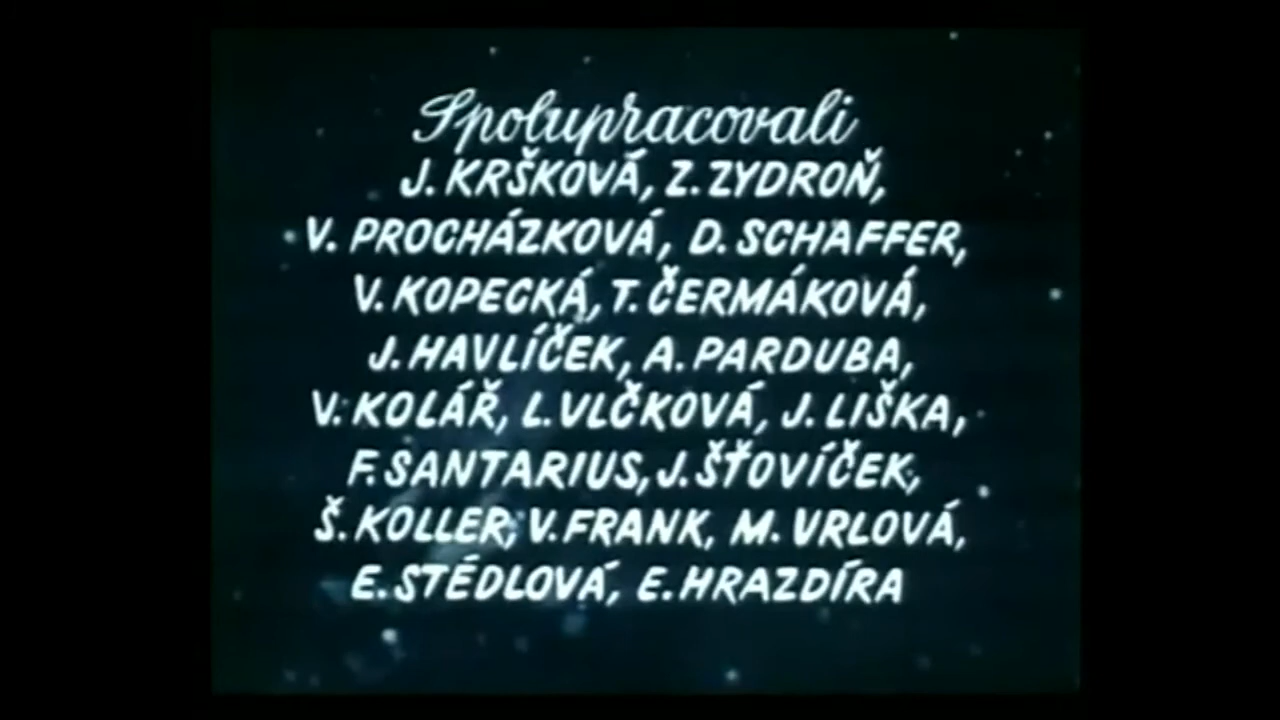 Spolupracovali
J. KRŠKOVÁ, Z. ZYDROŇ,
V. PROCHÁZKOVÁ, D. SCHAFFER,
V. KOPECKÁ, T. ČERMÁKOVÁ,
J. HAVLÍČEK, A. PARDUBA,
V. KOLÁŘ, L. VLČKOVÁ, J. LIŠKA,
F. SANTARIUS, J. ŠŤOVÍČEK,
Š. KOLLER, V. FRANK, M. VRLOVÁ,
E. STÉDLOVÁ, E. HRAZDÍRA